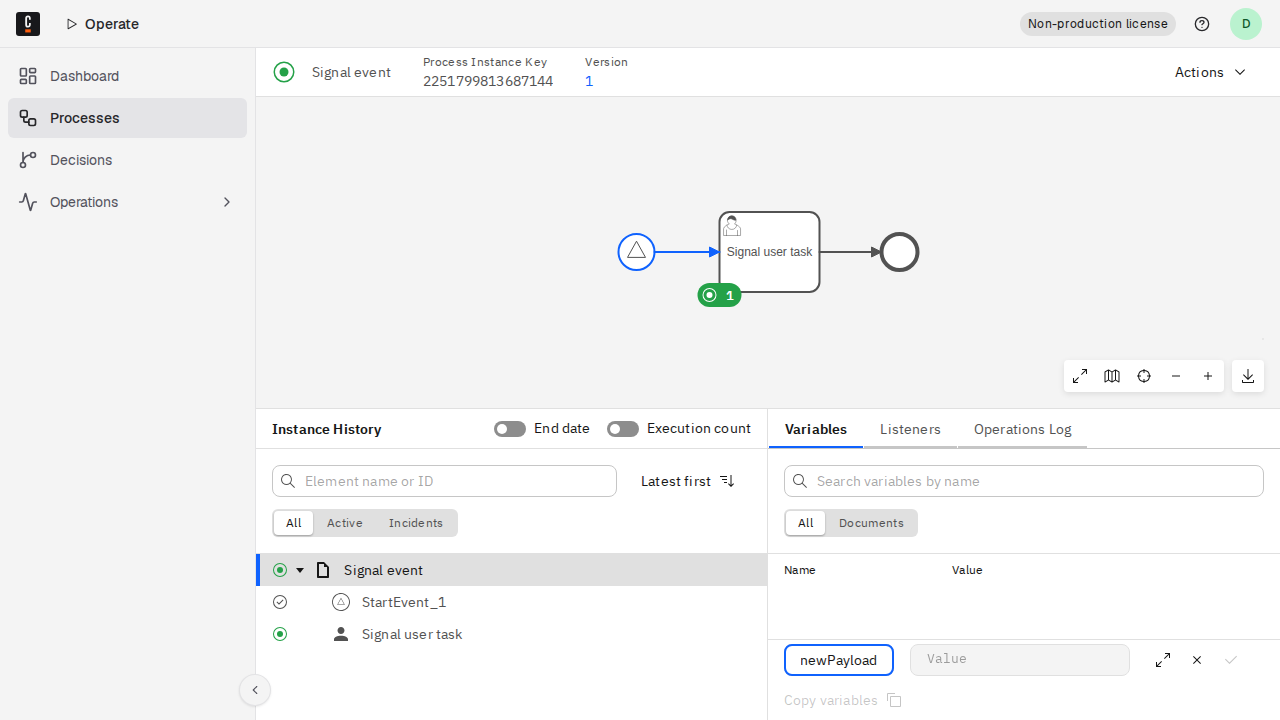 Operate
Non-production license
D
Dashboard
Processes
Decisions
Operations
Signal event
Process Instance Key
2251799813687144
Version
1
Actions
Signal user task
1
Instance History
End date
Execution count
Element name or ID
Latest first
All
Active
Incidents
Signal event
StartEvent_1
Signal user task
Variables
Listeners
Operations Log
Search variables by name
All
Documents
Name
Value
newPayload
Value
Copy variables